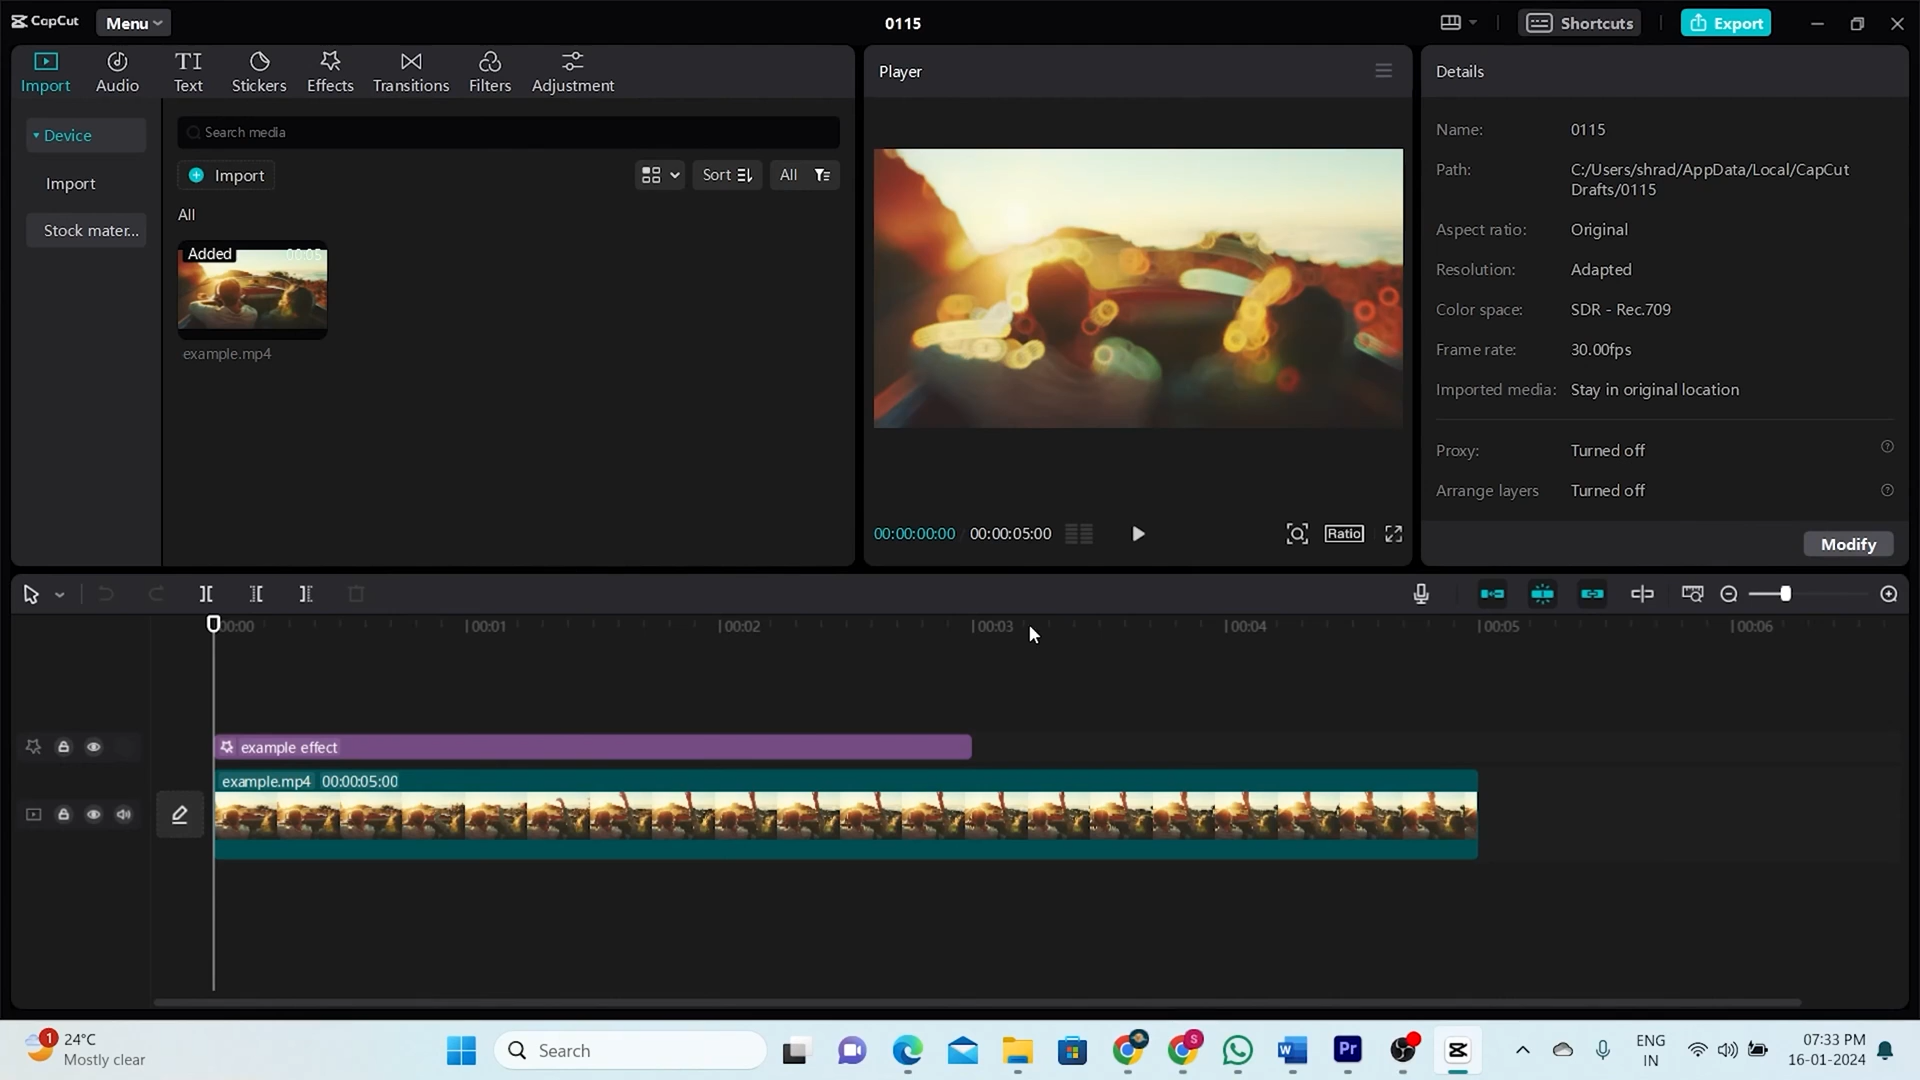 CapCut
Menu
0115
Shortcuts
Export
Import
Audio
TI
Text
Stickers
Effects
Transitions
Filters
Adjustment
Player
Details
Device
Import
Stock mater...
Search media
Import
Sort
All
All
Added
00:05
example.mp4
Name: 0115
Path: C:/Users/shrad/AppData/Local/CapCut
Drafts/0115
Aspect ratio: Original
Resolution: Adapted
Color space: SDR - Rec.709
Frame rate: 30.00fps
Imported media: Stay in original location
Proxy: Turned off
Arrange layers Turned off
Modify
00:00:00:00 00:00:05:00
Ratio
00:00 00:01 00:02 00:03 00:04 00:05 00:06
example effect
example.mp4 00:00:05:00
1
24°C
Mostly clear
Search
S
W
Pr
ENG
IN
07:33 PM
16-01-2024